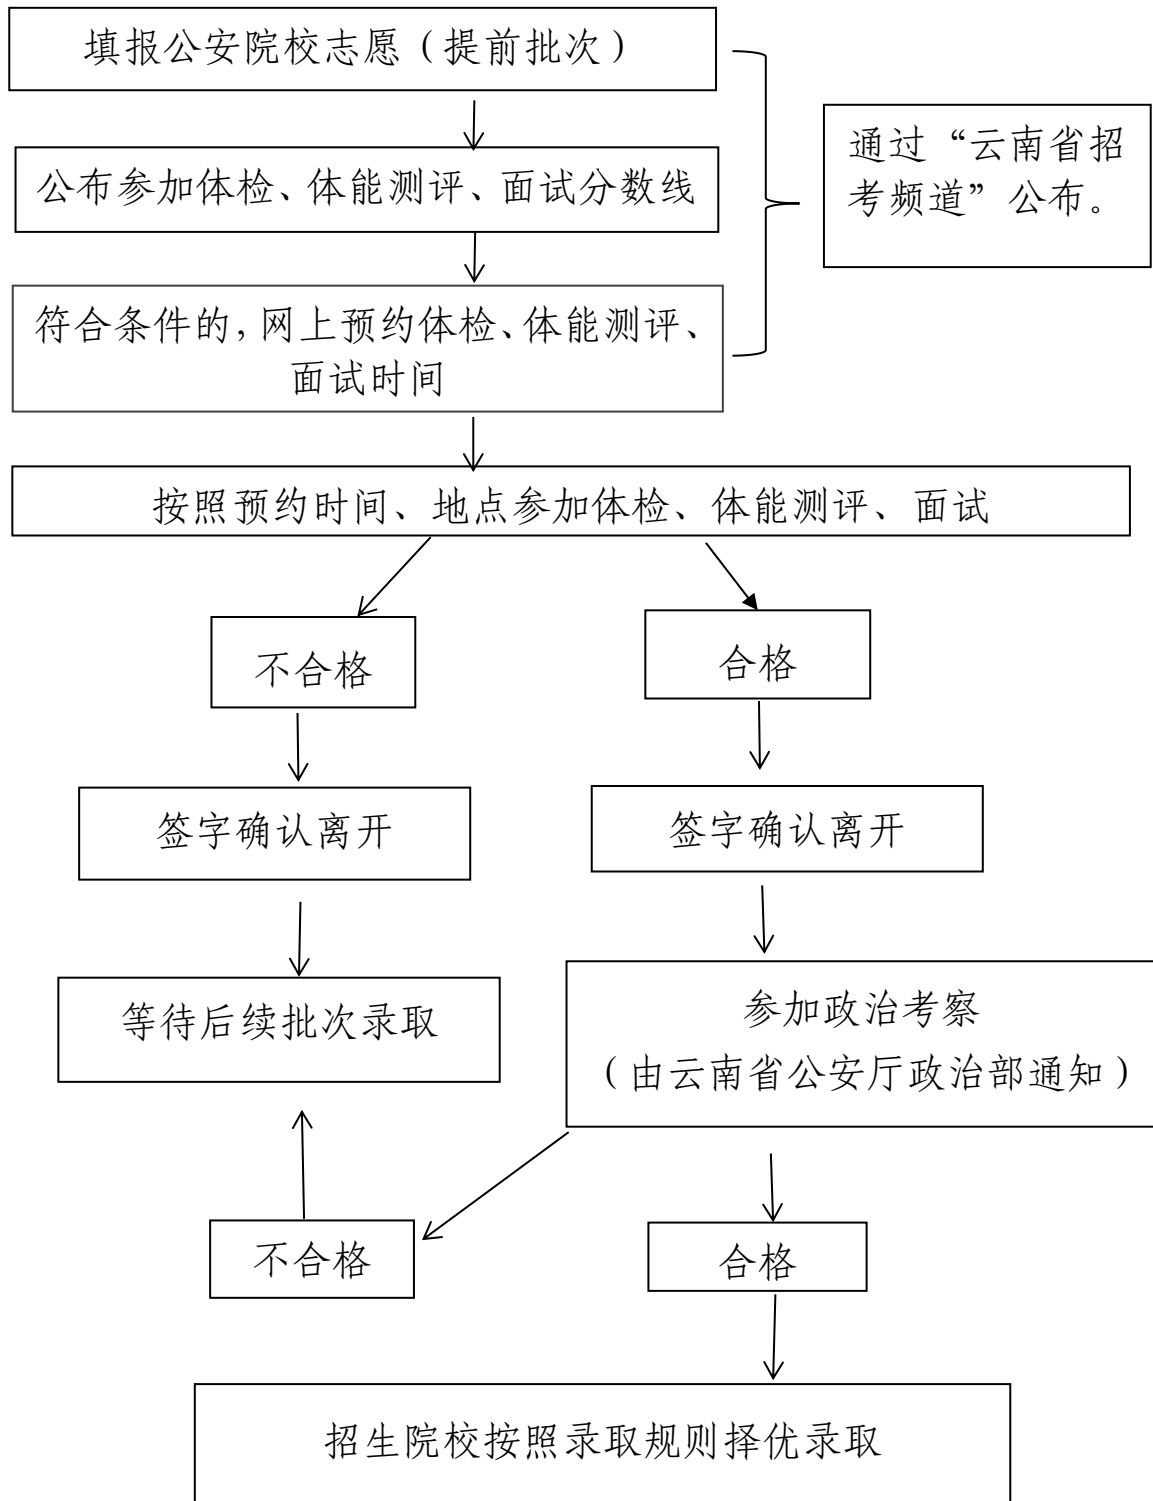 填报公安院校志愿（提前批次）
公布参加体检、体能测评、面试分数线
通过“云南省招
考频道”公布。
符合条件的，网上预约体检、体能测评、
面试时间
按照预约时间、地点参加体检、体能测评、面试
不合格
合格
签字确认离开
签字确认离开
等待后续批次录取
参加政治考察
（由云南省公安厅政治部通知）
不合格
合格
招生院校按照录取规则择优录取